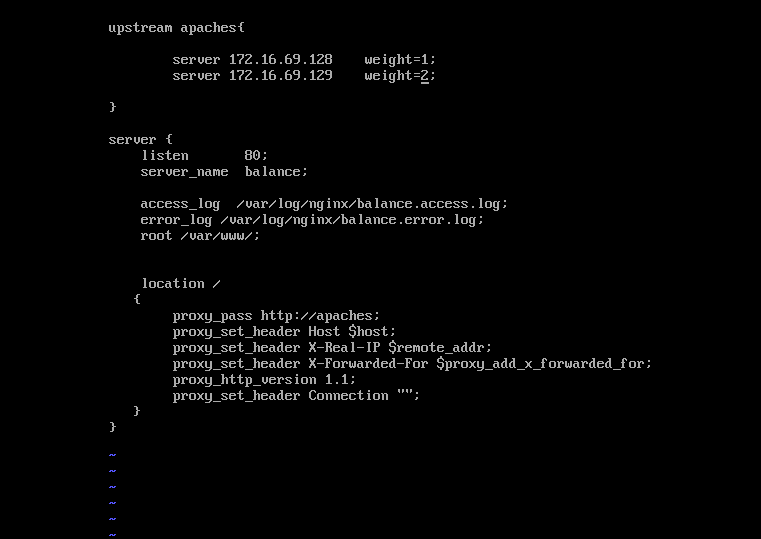 upstream apaches{
server 172.16.69.128    weight=1;
server 172.16.69.129    weight=2;
}
server {
listen       80;
server_name  balance;
access_log  /var/log/nginx/balance.access.log;
error_log /var/log/nginx/balance.error.log;
root /var/www/;
location /
{
proxy_pass http://apaches;
proxy_set_header Host $host;
proxy_set_header X-Real-IP $remote_addr;
proxy_set_header X-Forwarded-For $proxy_add_x_forwarded_for;
proxy_http_version 1.1;
proxy_set_header Connection "";
}
}
~
~
~
~
~
~